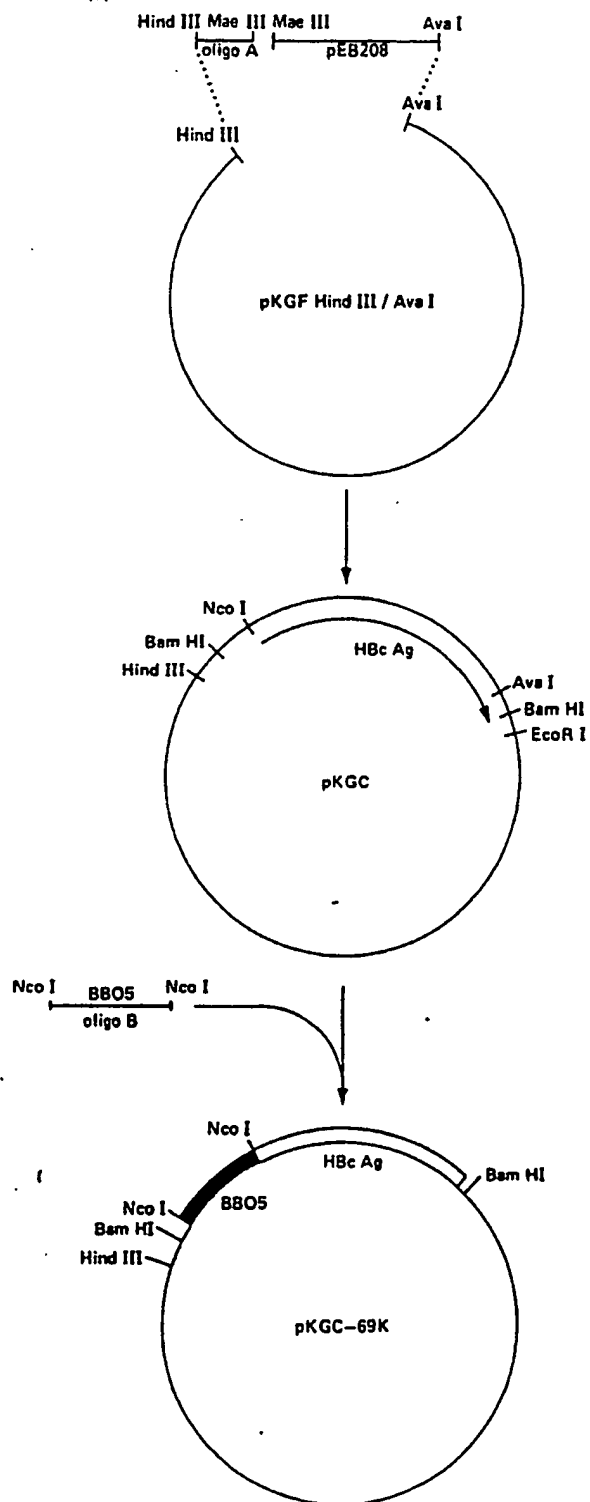 Hind III Mae III Mae III Ava I
oligo A pEB208
Ava I
Hind III
pKGF Hind III / Ava I
Nco I
Bam HI
HBc Ag
Hind III
Ava I
Bam HI
EcoR I
pKGC
Nco I BB05 Nco I
oligo B
Nco I
HBc Ag
Bam HI
BB05
Nco I
Bam HI
Hind III
pKGC-69K